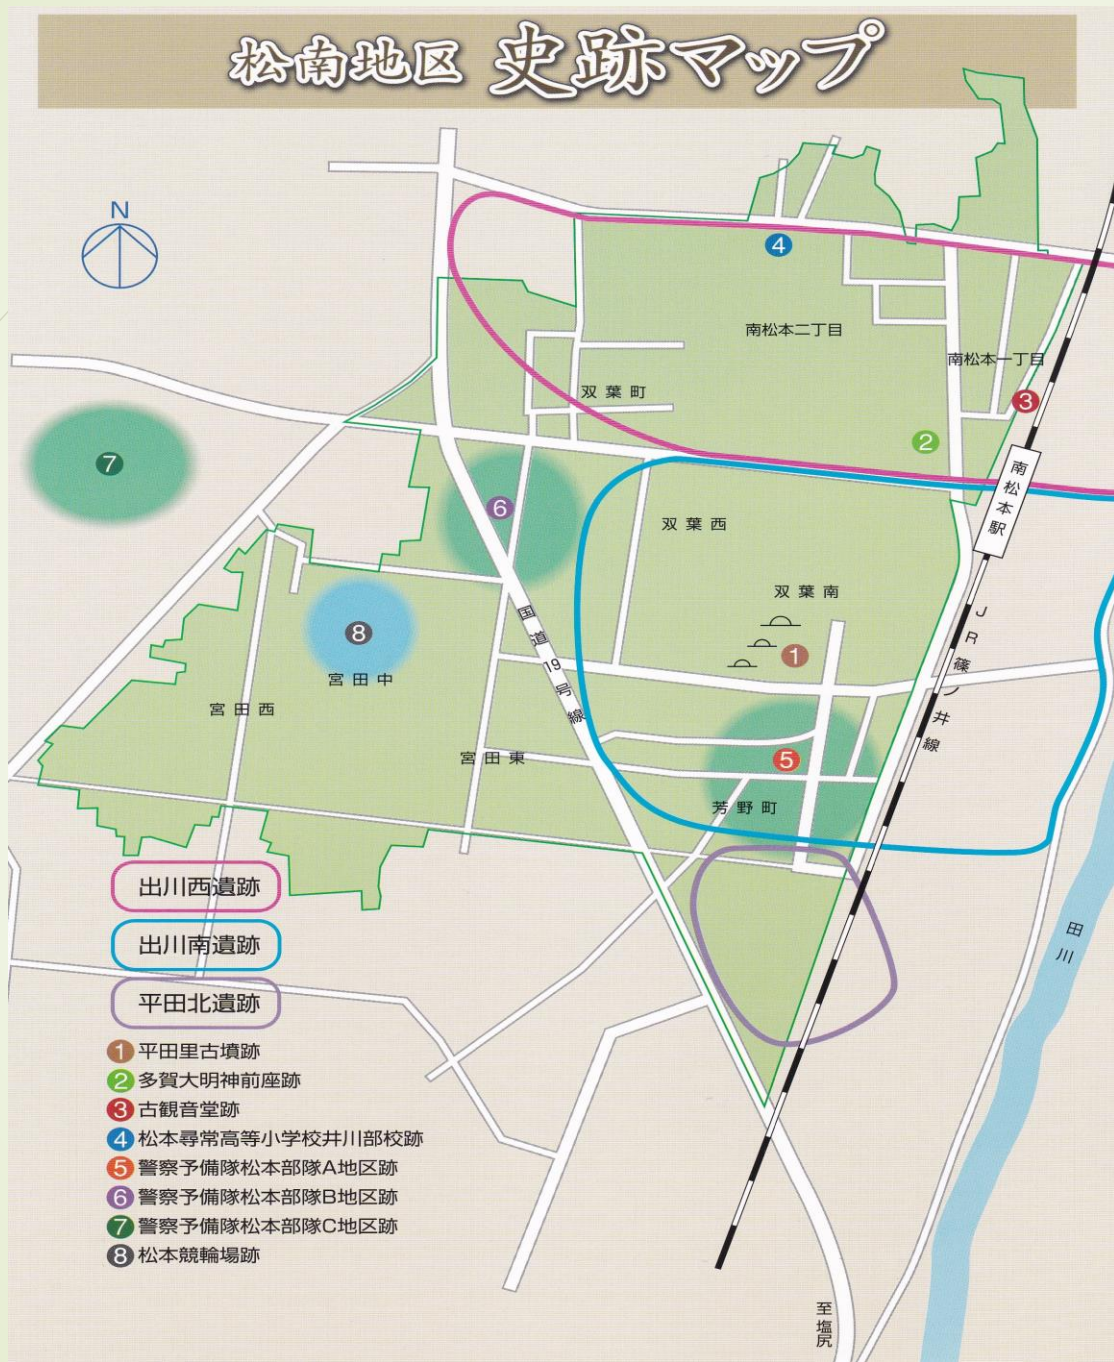 松南地区 史跡マップ
N
4
南松本二丁目
南松本一丁目
双葉町
3
2
7
南松本駅
6
双葉西
双葉南
国道19号線
JR篠ノ井線
8
1
宮田中
宮田西
宮田東
5
芳野町
出川西遺跡
出川南遺跡
平田北遺跡
田川
1 平田里古墳跡
2 多賀大明神前座跡
3 古観音堂跡
4 松本尋常高等小学校井川部校跡
5 警察予備隊松本部隊A地区跡
6 警察予備隊松本部隊B地区跡
7 警察予備隊松本部隊C地区跡
8 松本競輪場跡
至塩尻